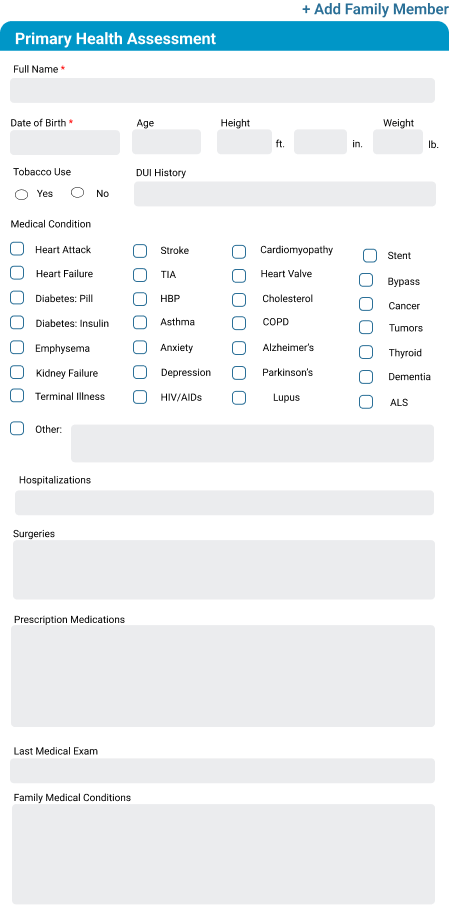 + Add Family Member
Primary Health Assessment
Full Name *
Date of Birth * Age Height Weight
ft. in. lb.
Tobacco Use DUI History
Yes No
Medical Condition
Heart Attack Stroke Cardiomyopathy Stent
Heart Failure TIA Heart Valve Bypass
Diabetes: Pill HBP Cholesterol Cancer
Diabetes: Insulin Asthma COPD Tumors
Emphysema Anxiety Alzheimer's Thyroid
Kidney Failure Depression Parkinson's Dementia
Terminal Illness HIV/AIDs Lupus ALS
Other:
Hospitalizations
Surgeries
Prescription Medications
Last Medical Exam
Family Medical Conditions